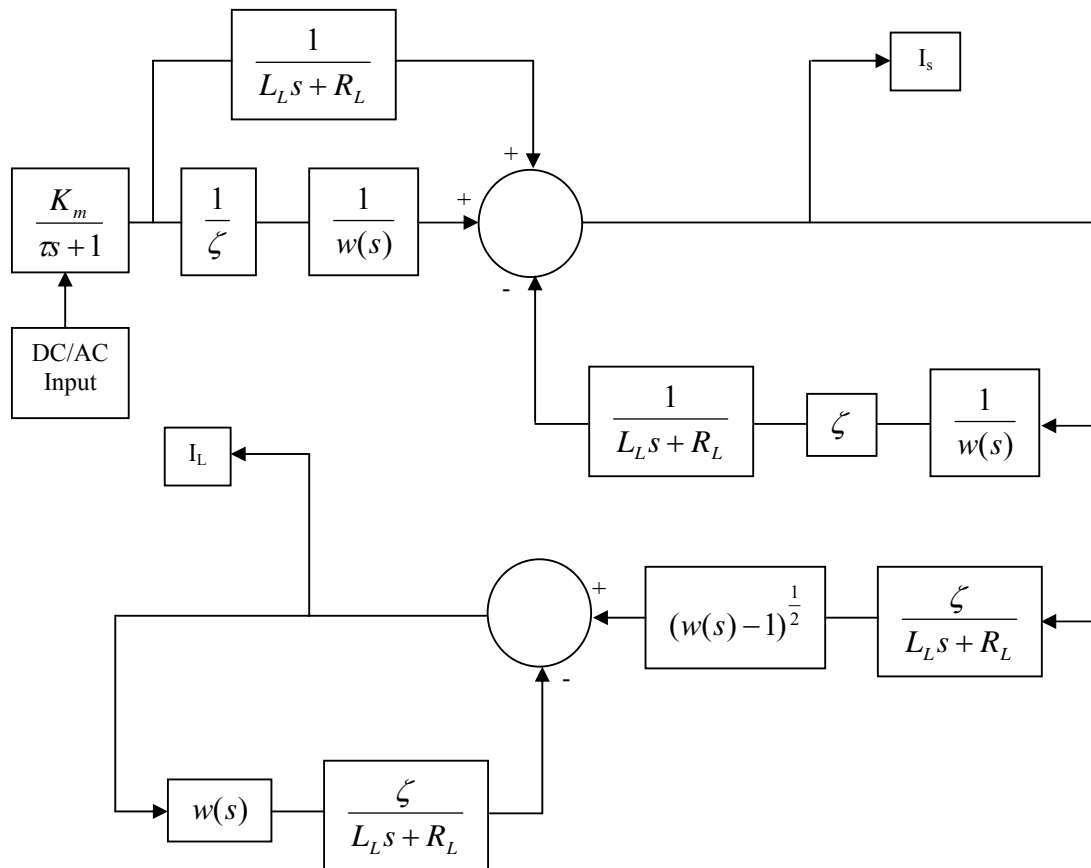 1
L_L s + R_L
I_s
+
K_m
τs + 1
1
ζ
1
w(s)
+
-
DC/AC
Input
1
L_L s + R_L
ζ
1
w(s)
I_L
+
(w(s) − 1)^{1/2}
ζ
L_L s + R_L
-
w(s)
ζ
L_L s + R_L